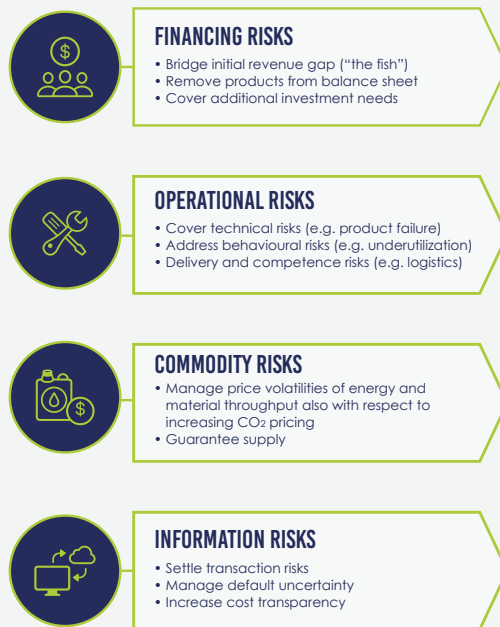 $
FINANCING RISKS
• Bridge initial revenue gap (“the fish”)
• Remove products from balance sheet
• Cover additional investment needs
OPERATIONAL RISKS
• Cover technical risks (e.g. product failure)
• Address behavioural risks (e.g. underutilization)
• Delivery and competence risks (e.g. logistics)
$
COMMODITY RISKS
• Manage price volatilities of energy and
material throughput also with respect to
increasing CO2 pricing
• Guarantee supply
INFORMATION RISKS
• Settle transaction risks
• Manage default uncertainty
• Increase cost transparency